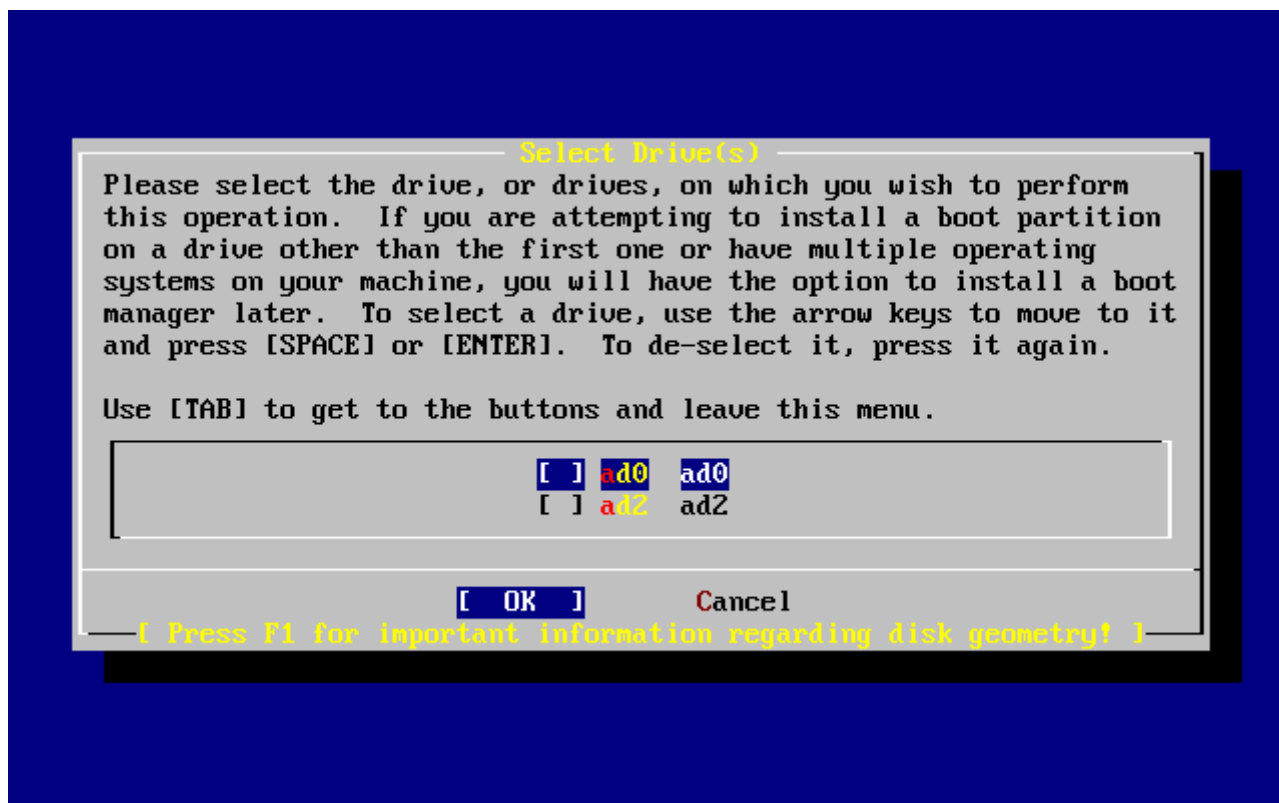 Select Drive(s)
Please select the drive, or drives, on which you wish to perform
this operation.  If you are attempting to install a boot partition
on a drive other than the first one or have multiple operating
systems on your machine, you will have the option to install a boot
manager later.  To select a drive, use the arrow keys to move to it
and press [SPACE] or [ENTER].  To de-select it, press it again.
Use [TAB] to get to the buttons and leave this menu.
[ ] ad0  ad0
[ ] ad2  ad2
[  OK  ]       Cancel
[ Press F1 for important information regarding disk geometry! ]